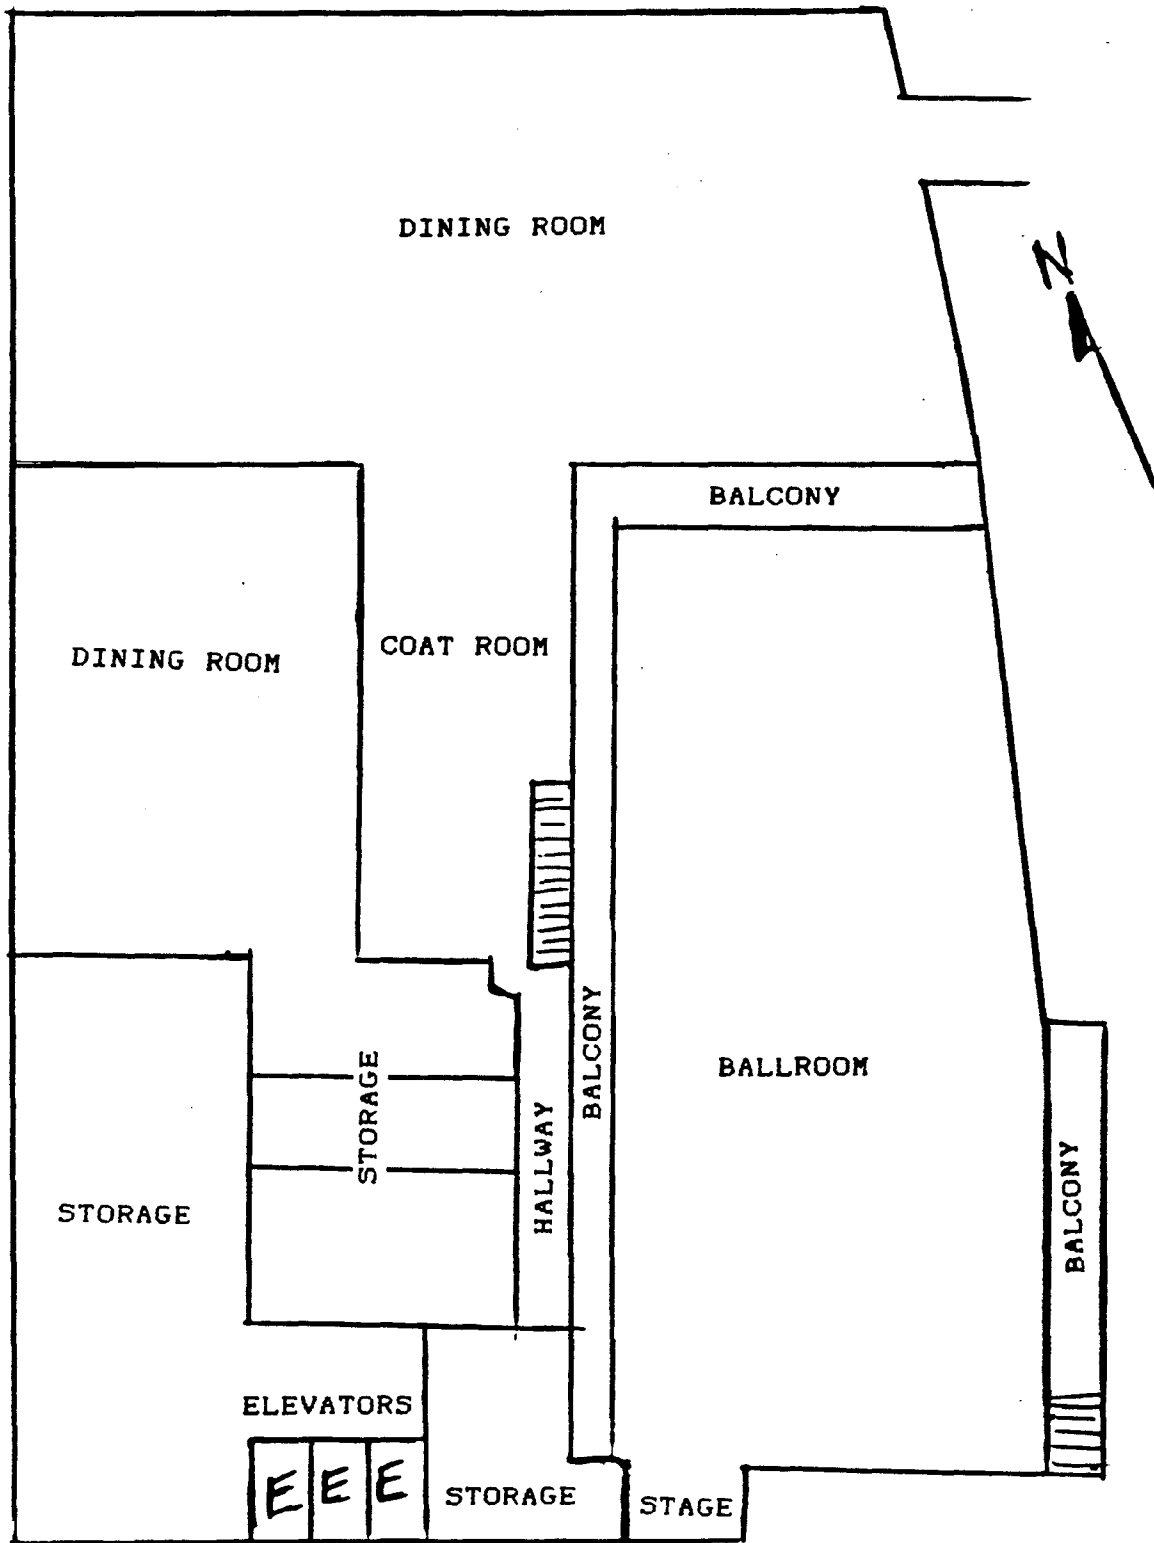 DINING ROOM
N
BALCONY
DINING ROOM
COAT ROOM
BALCONY
BALLROOM
STORAGE
HALLWAY
BALCONY
STORAGE
ELEVATORS
E E E
STORAGE
STAGE